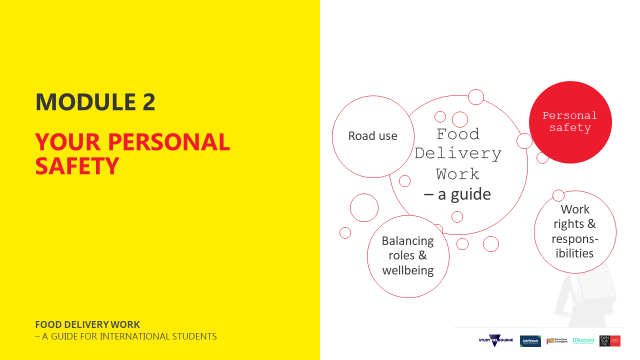 MODULE 2
YOUR PERSONAL
SAFETY
FOOD DELIVERY WORK
– A GUIDE FOR INTERNATIONAL STUDENTS
Road use
Food
Delivery
Work
– a guide
Personal
safety
Work
rights &
respons-
ibilities
Balancing
roles &
wellbeing